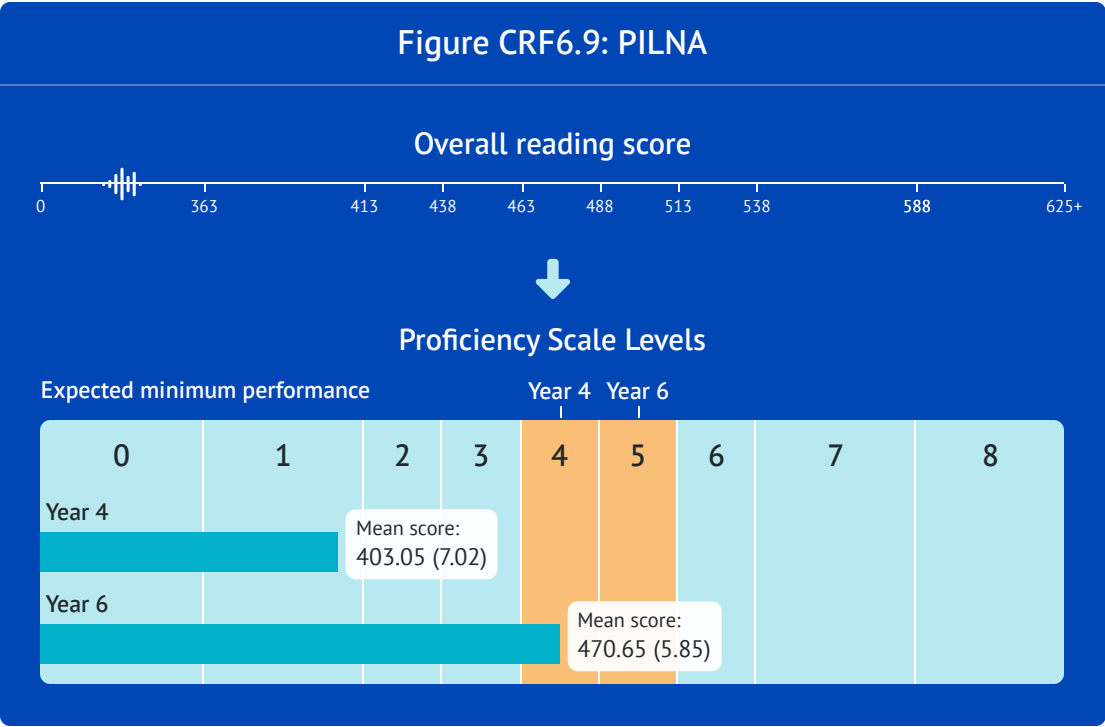 Figure CRF6.9: PILNA
Overall reading score
0 363 413 438 463 488 513 538 588 625+
Proficiency Scale Levels
Expected minimum performance Year 4 Year 6
0 1 2 3 4 5 6 7 8
Year 4
Mean score:
403.05 (7.02)
Year 6
Mean score:
470.65 (5.85)